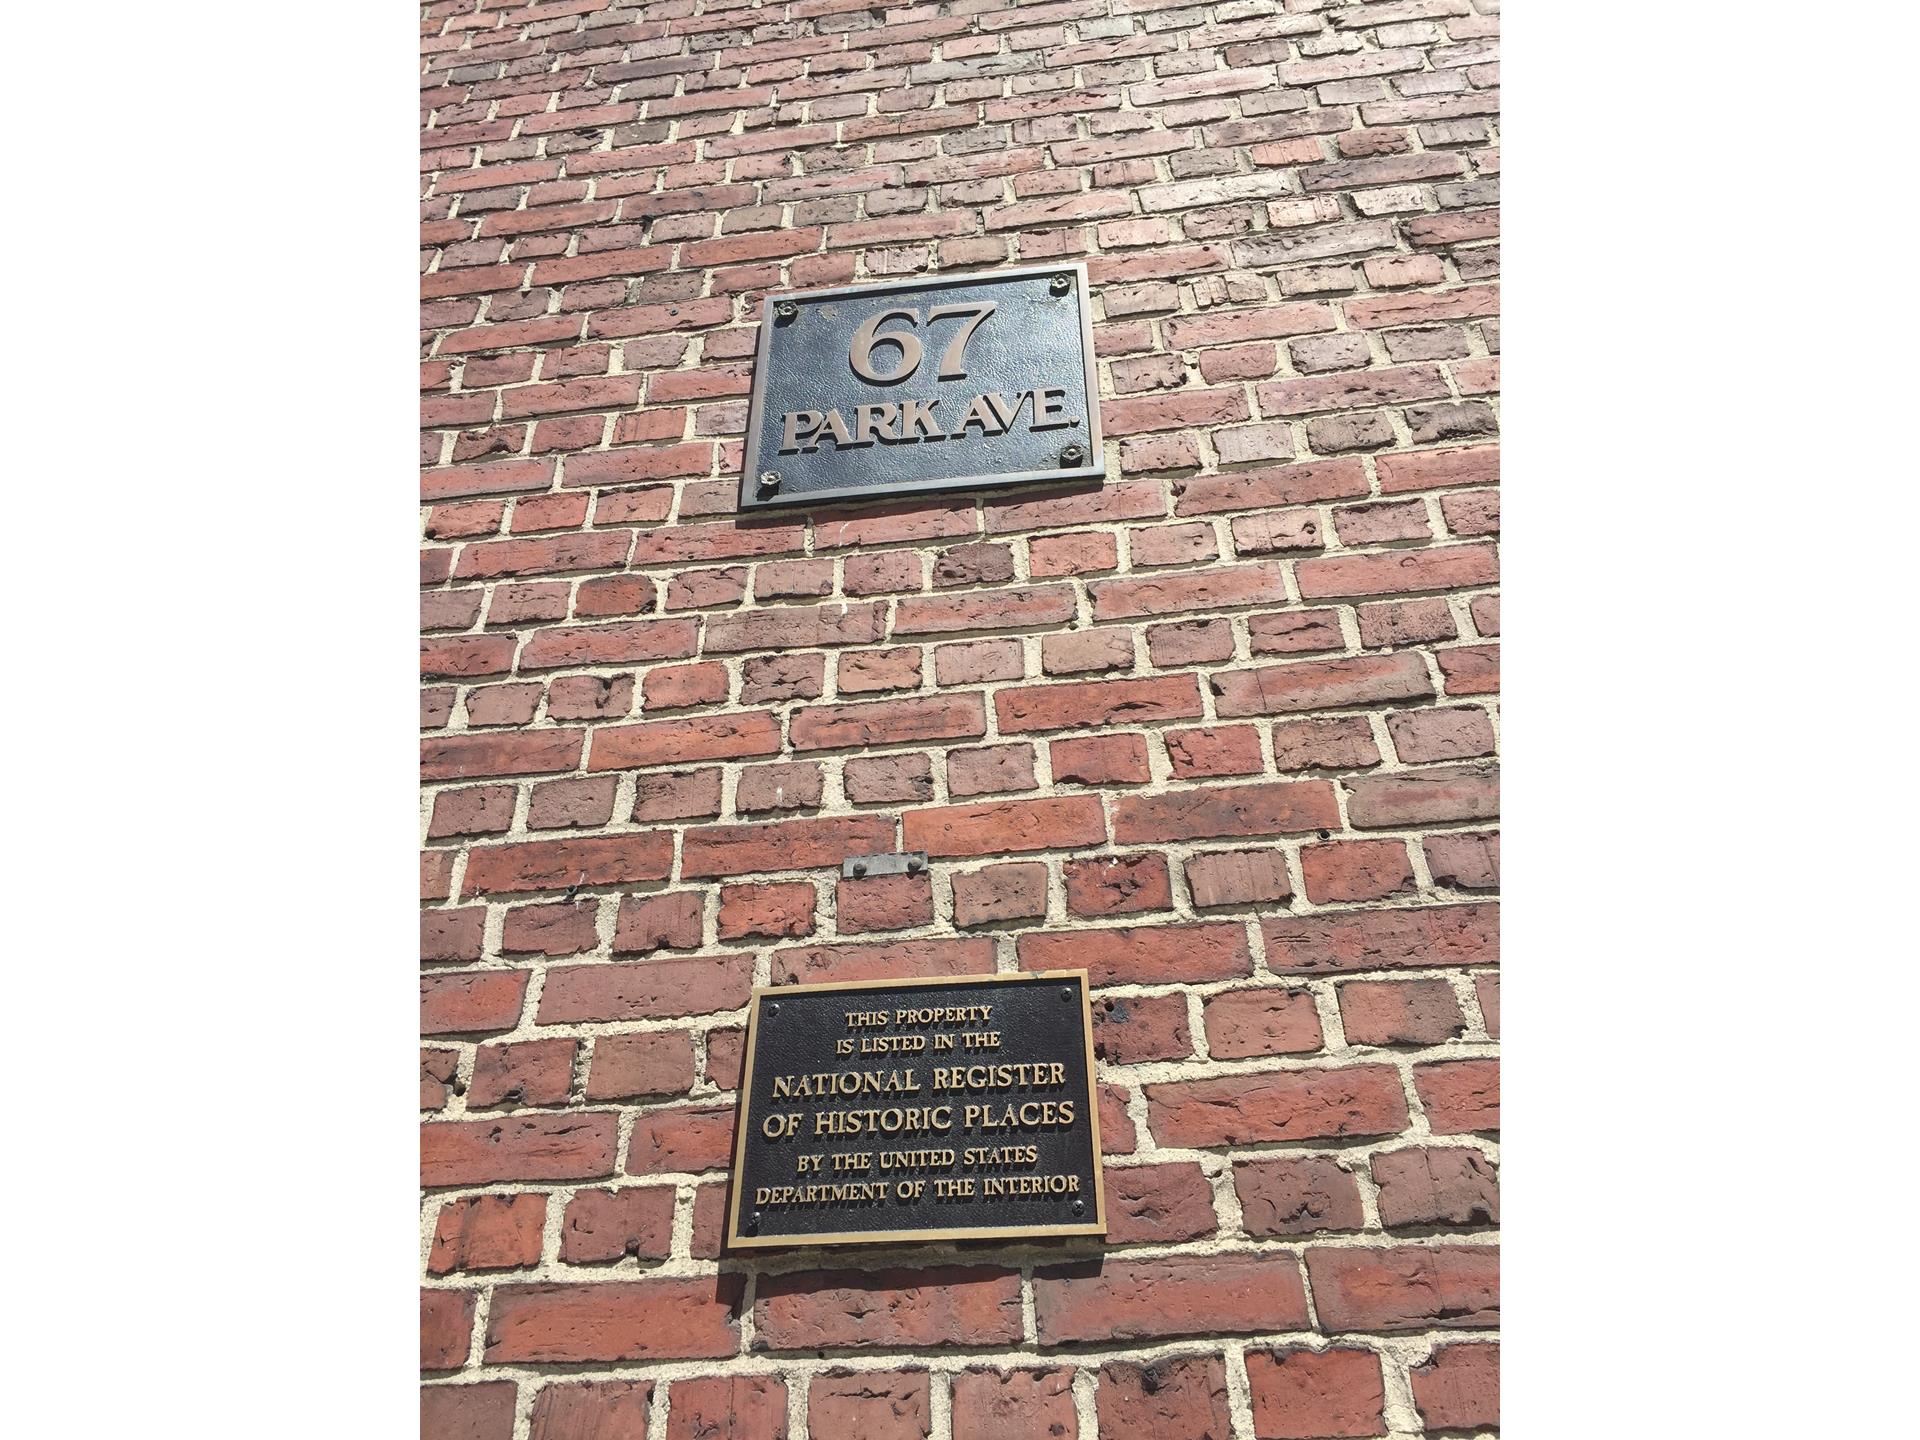 67
PARK AVE.
THIS PROPERTY
IS LISTED IN THE
NATIONAL REGISTER
OF HISTORIC PLACES
BY THE UNITED STATES
DEPARTMENT OF THE INTERIOR